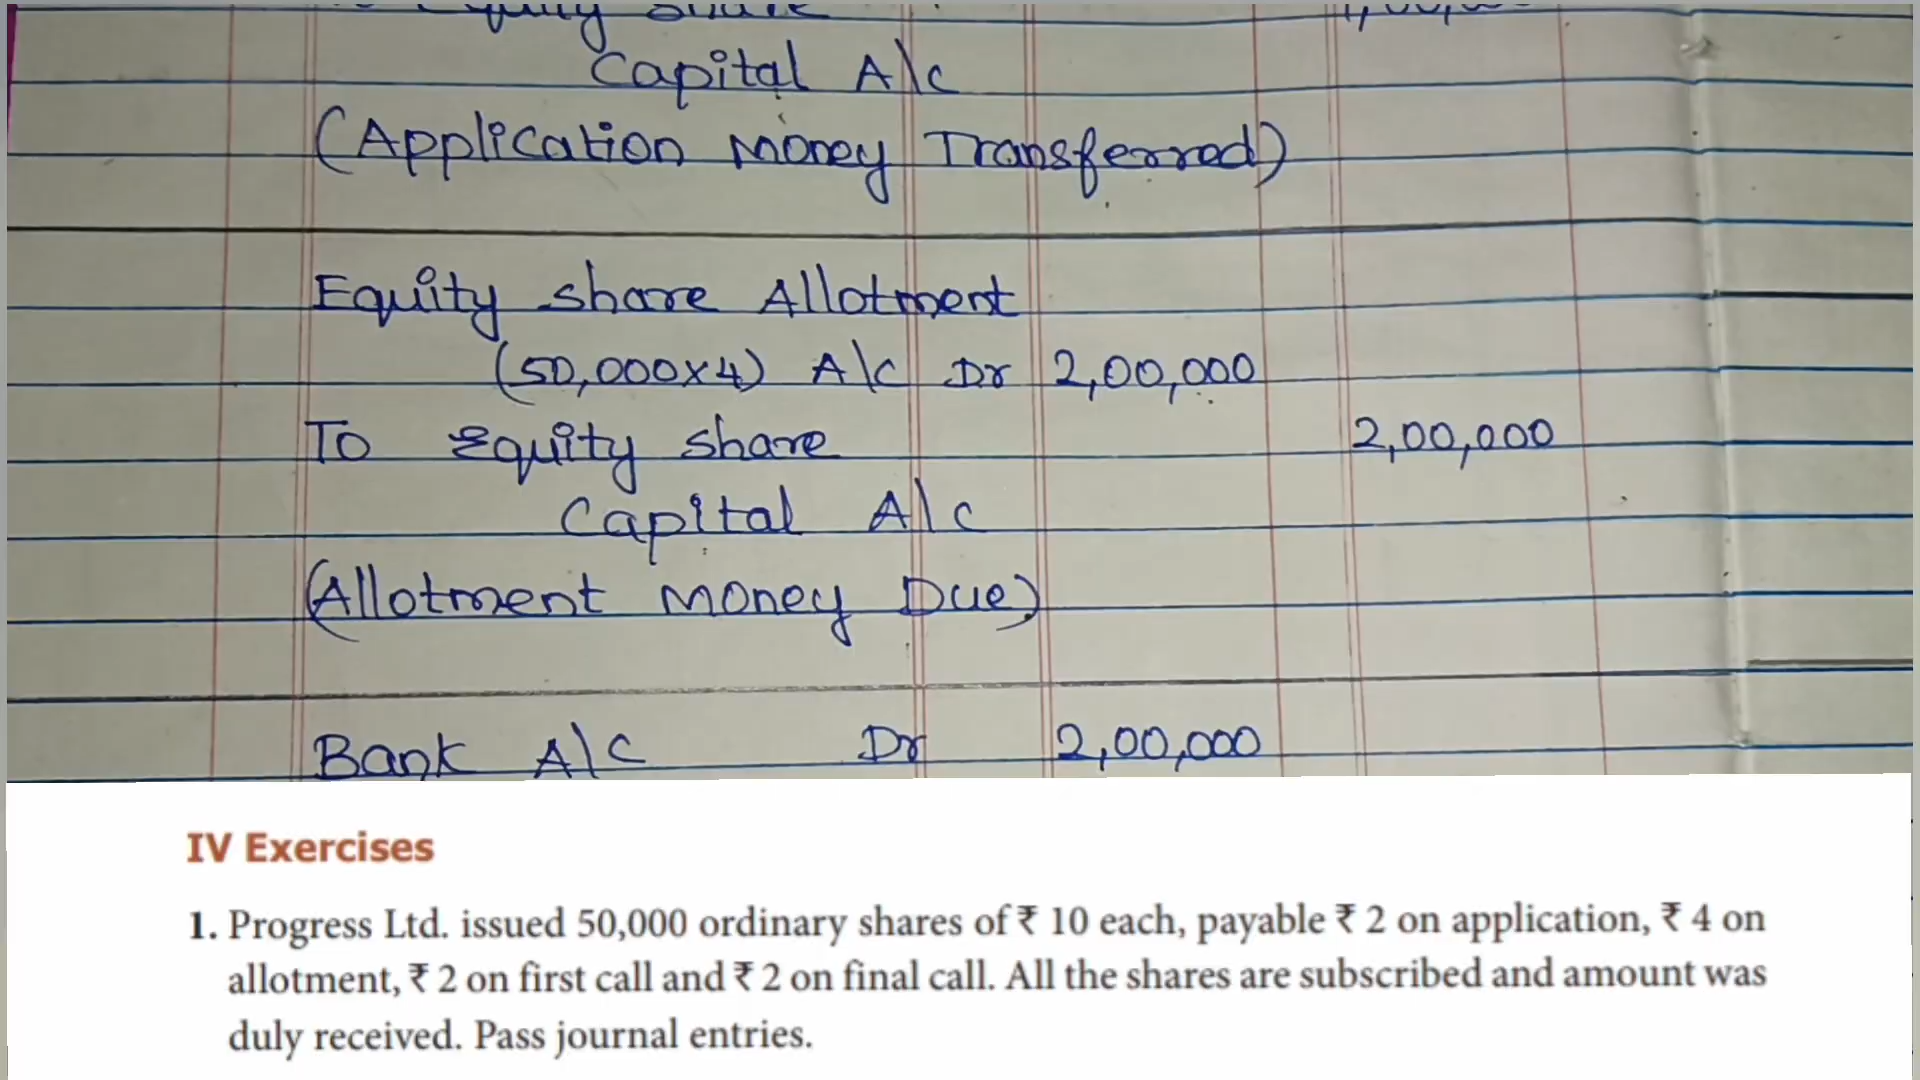 Equity Share
Capital A/c
(Application Money Transferred)
Equity share Allotment
(50,000x4) A/c Dr 2,00,000
To Equity share 2,00,000
Capital A/c
(Allotment Money Due)
Bank A/c Dr 2,00,000
IV Exercises
1. Progress Ltd. issued 50,000 ordinary shares of ₹ 10 each, payable ₹ 2 on application, ₹ 4 on
allotment, ₹ 2 on first call and ₹ 2 on final call. All the shares are subscribed and amount was
duly received. Pass journal entries.